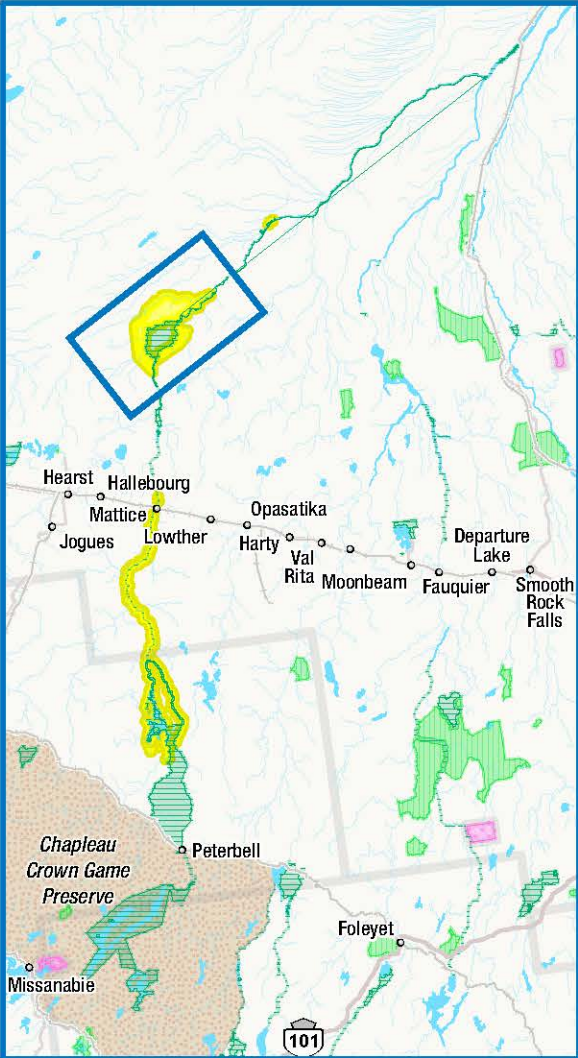 Hearst
Hallebourg
Mattice
Opasatika
Jogues
Lowther
Harty
Val
Rita
Departure
Lake
Moonbeam
Fauquier
Smooth
Rock
Falls
Peterbell
Chapleau
Crown Game
Preserve
Foleyet
Missanabie
101